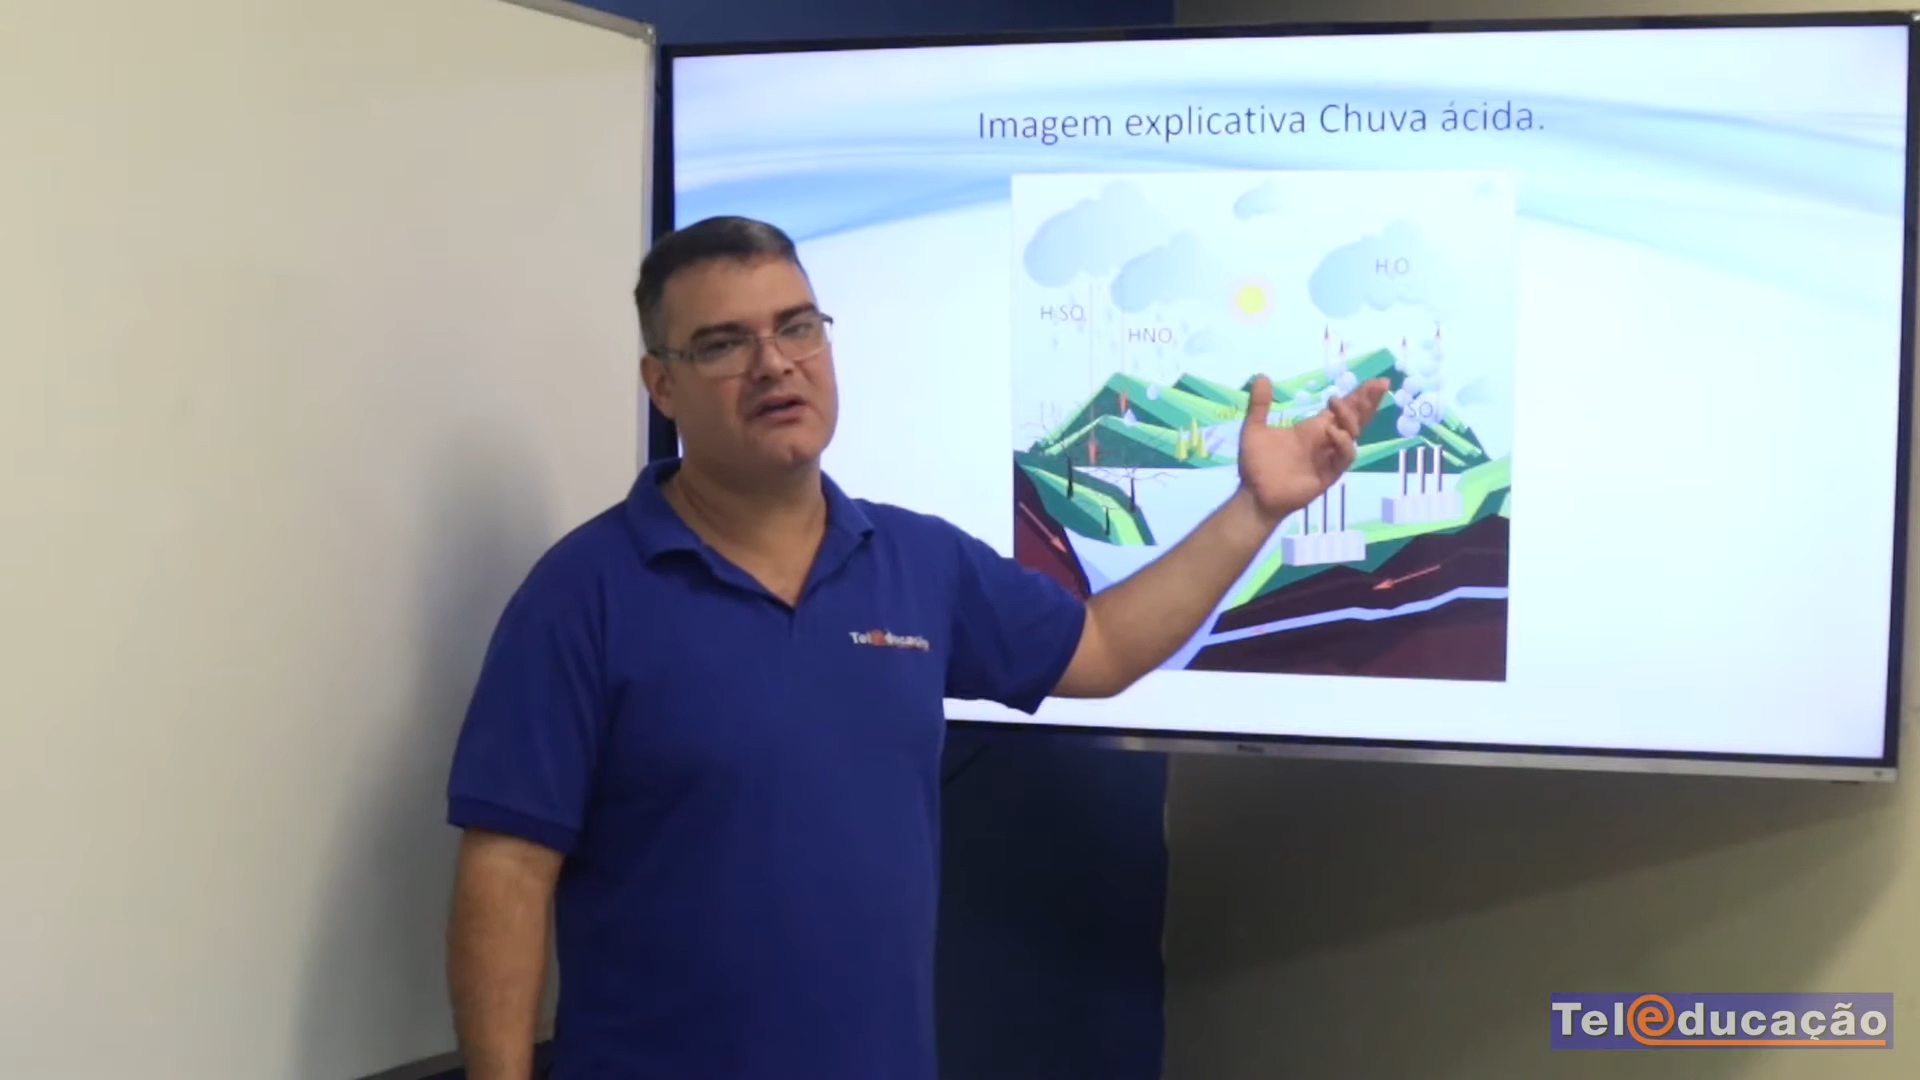 Imagem explicativa Chuva ácida.
H₂O
H₂SO₄
HNO₃
SO₂
Teleducação
Teleducação